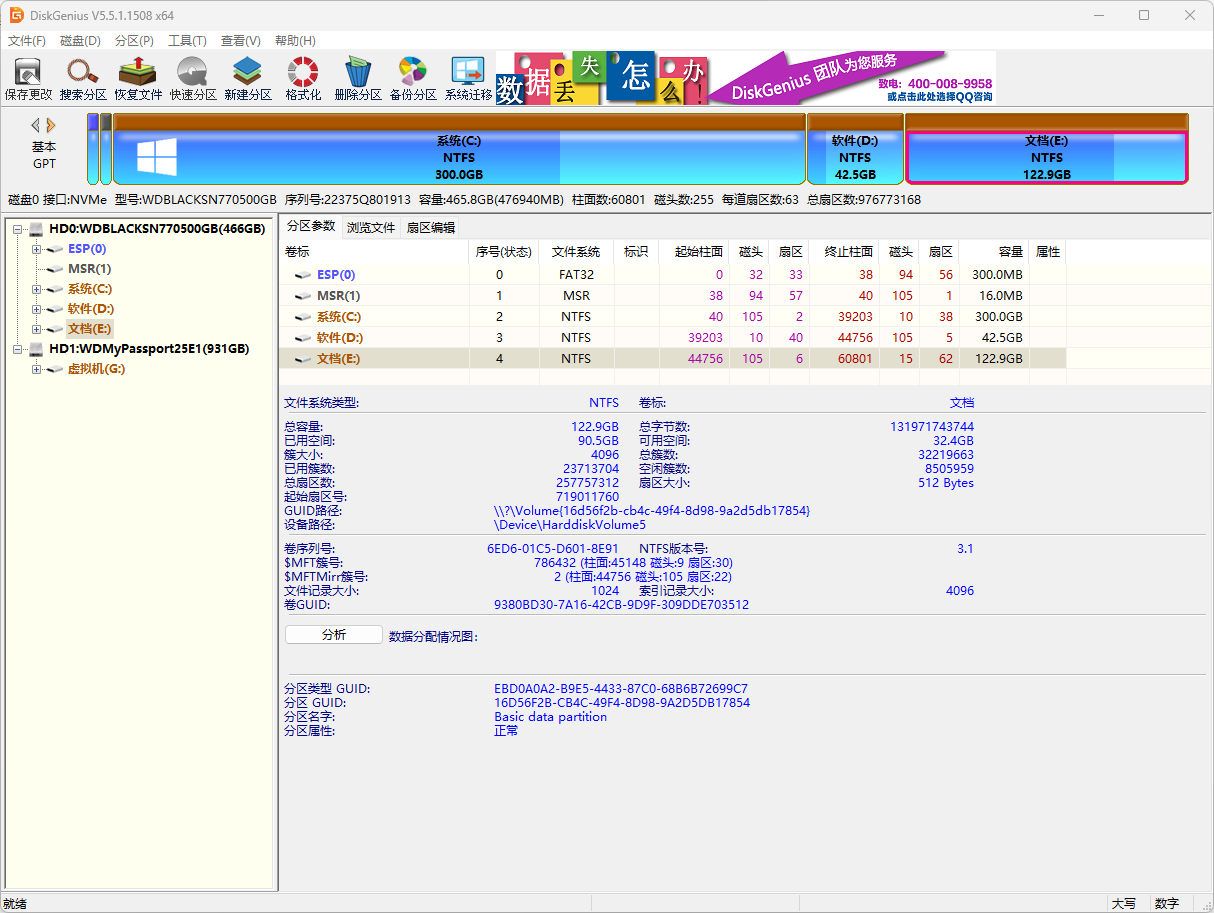 DiskGenius V5.5.1.1508 x64
文件(F) 磁盘(D) 分区(P) 工具(T) 查看(V) 帮助(H)
保存更改 搜索分区 恢复文件 快速分区 新建分区 格式化 删除分区 备份分区 系统迁移
数据丢失怎么办!
DiskGenius 团队为您服务
致电: 400-008-9958
或点击此处选择QQ咨询
基本
GPT
系统(C:)
NTFS
300.0GB
软件(D:)
NTFS
42.5GB
文档(E:)
NTFS
122.9GB
磁盘0 接口:NVMe 型号:WDBLACKSN770500GB 序列号:22375Q801913 容量:465.8GB(476940MB) 柱面数:60801 磁头数:255 每道扇区数:63 总扇区数:976773168
HD0:WDBLACKSN770500GB(466GB)
ESP(0)
MSR(1)
系统(C:)
软件(D:)
文档(E:)
HD1:WDMyPassport25E1(931GB)
虚拟机(G:)
分区参数 浏览文件 扇区编辑
卷标 序号(状态) 文件系统 标识 起始柱面 磁头 扇区 终止柱面 磁头 扇区 容量 属性
ESP(0) 0 FAT32 0 32 33 38 94 56 300.0MB
MSR(1) 1 MSR 38 94 57 40 105 1 16.0MB
系统(C:) 2 NTFS 40 105 2 39203 10 38 300.0GB
软件(D:) 3 NTFS 39203 10 40 44756 105 5 42.5GB
文档(E:) 4 NTFS 44756 105 6 60801 15 62 122.9GB
文件系统类型: NTFS 卷标: 文档
总容量: 122.9GB 总字节数: 131971743744
已用空间: 90.5GB 可用空间: 32.4GB
簇大小: 4096 总簇数: 32219663
已用簇数: 23713704 空闲簇数: 8505959
总扇区数: 257757312 扇区大小: 512 Bytes
起始扇区号: 719011760
GUID路径: \\?\Volume{16d56f2b-cb4c-49f4-8d98-9a2d5db17854}
设备路径: \Device\HarddiskVolume5
卷序列号: 6ED6-01C5-D601-8E91 NTFS版本号: 3.1
$MFT簇号: 786432 (柱面:45148 磁头:9 扇区:30)
$MFTMirr簇号: 2 (柱面:44756 磁头:105 扇区:22)
文件记录大小: 1024 索引记录大小: 4096
卷GUID: 9380BD30-7A16-42CB-9D9F-309DDE703512
分析 数据分配情况图:
分区类型 GUID: EBD0A0A2-B9E5-4433-87C0-68B6B72699C7
分区 GUID: 16D56F2B-CB4C-49F4-8D98-9A2D5DB17854
分区名字: Basic data partition
分区属性: 正常
就绪 大写 数字